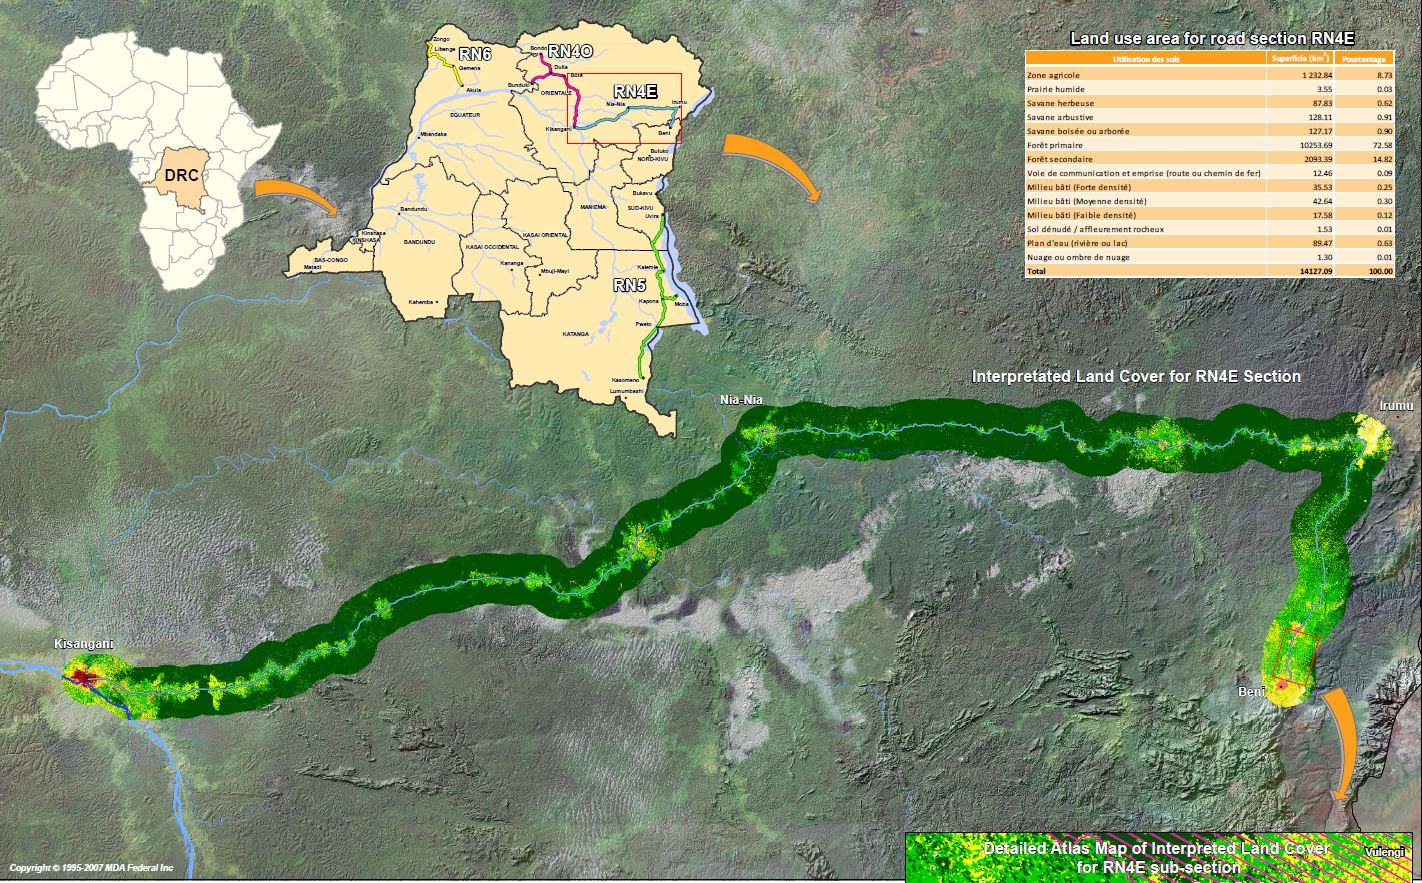 DRC
Zongo
Libenge
RN6
Gemena
Akula
Bondo
RN4O
Dulia
Buta
Bunduki
ORIENTALE
RN4E
Nia-Nia
Irumu
EQUATEUR
Kisangani
Beni
Mbandaka
Butuko
NORD-KIVU
Bukavu
Bandundu
MANIEMA
SUD-KIVU
Uvira
Kinshasa
KINSHASA
BANDUNDU
KASAI ORIENTAL
KASAI OCCIDENTAL
BAS-CONGO
Matadi
Kananga
Mbuji-Mayi
Kalemie
RN5
Kahemba
Kapona
Moba
Pweto
KATANGA
Kasomeno
Lumumbashi
Land use area for road section RN4E
Utilisation des sols Superficie (km²) Pourcentage
Zone agricole 1 232.84 8.73
Prairie humide 3.55 0.03
Savane herbeuse 87.83 0.62
Savane arbustive 128.11 0.91
Savane boisée ou arborée 127.17 0.90
Forêt primaire 10253.69 72.58
Forêt secondaire 2093.39 14.82
Voie de communication et emprise (route ou chemin de fer) 12.46 0.09
Milieu bâti (Forte densité) 35.53 0.25
Milieu bâti (Moyenne densité) 42.64 0.30
Milieu bâti (Faible densité) 17.58 0.12
Sol dénudé / affleurement rocheux 1.53 0.01
Plan d'eau (rivière ou lac) 89.47 0.63
Nuage ou ombre de nuage 1.30 0.01
Total 14127.09 100.00
Interpretated Land Cover for RN4E Section
Nia-Nia
Irumu
Kisangani
Beni
Detailed Atlas Map of Interpreted Land Cover
for RN4E sub-section
Vulengi
Copyright © 1995-2007 MDA Federal Inc